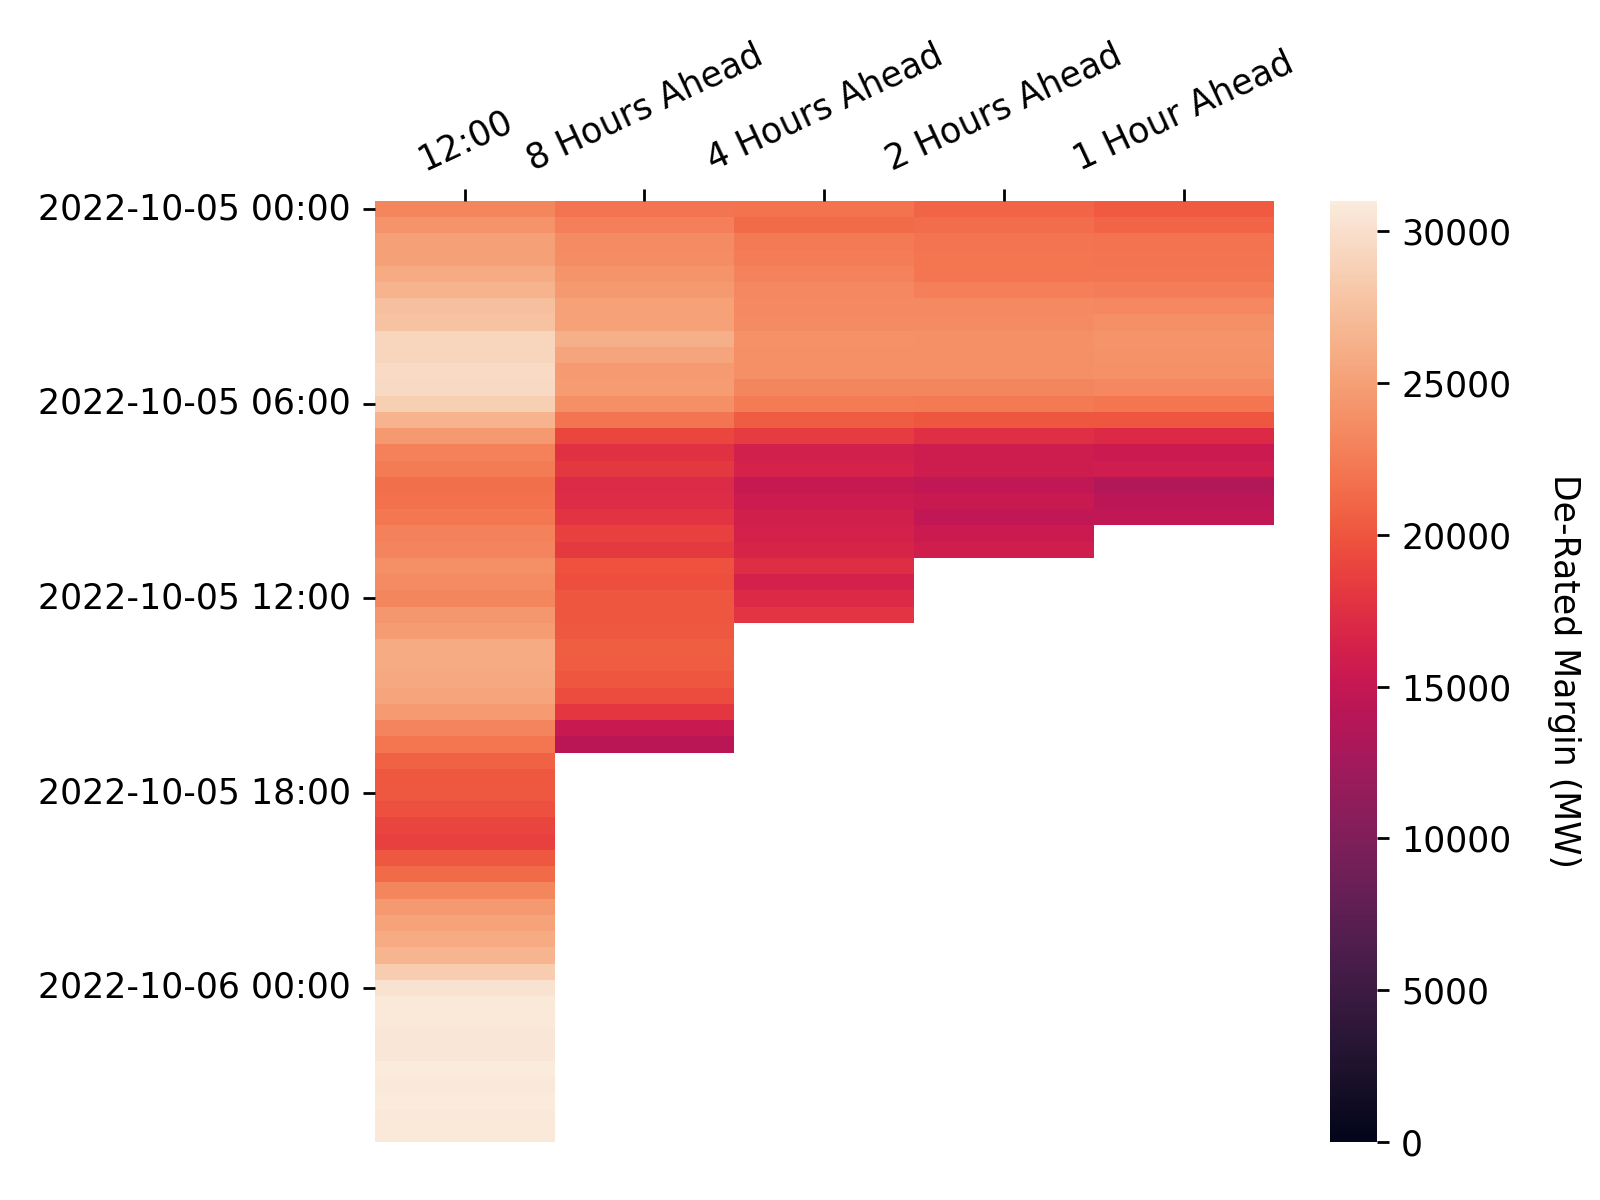 12:00
8 Hours Ahead
4 Hours Ahead
2 Hours Ahead
1 Hour Ahead
2022-10-05 00:00
2022-10-05 06:00
2022-10-05 12:00
2022-10-05 18:00
2022-10-06 00:00
30000
25000
20000
15000
10000
5000
0
De-Rated Margin (MW)